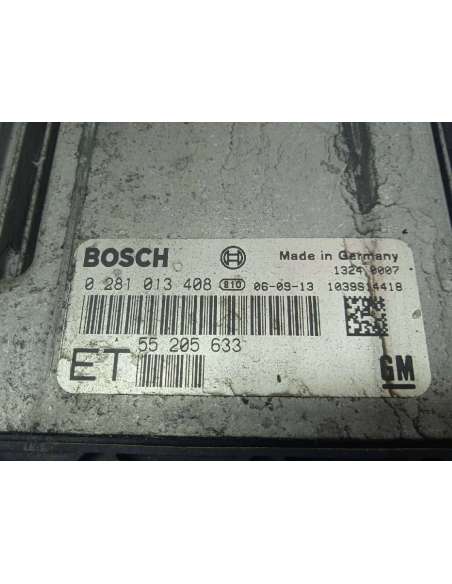 BOSCH Made in Germany
1324 0007
0 281 013 408 810 06-09-13 1039S14418
55 205 633
ET
GM